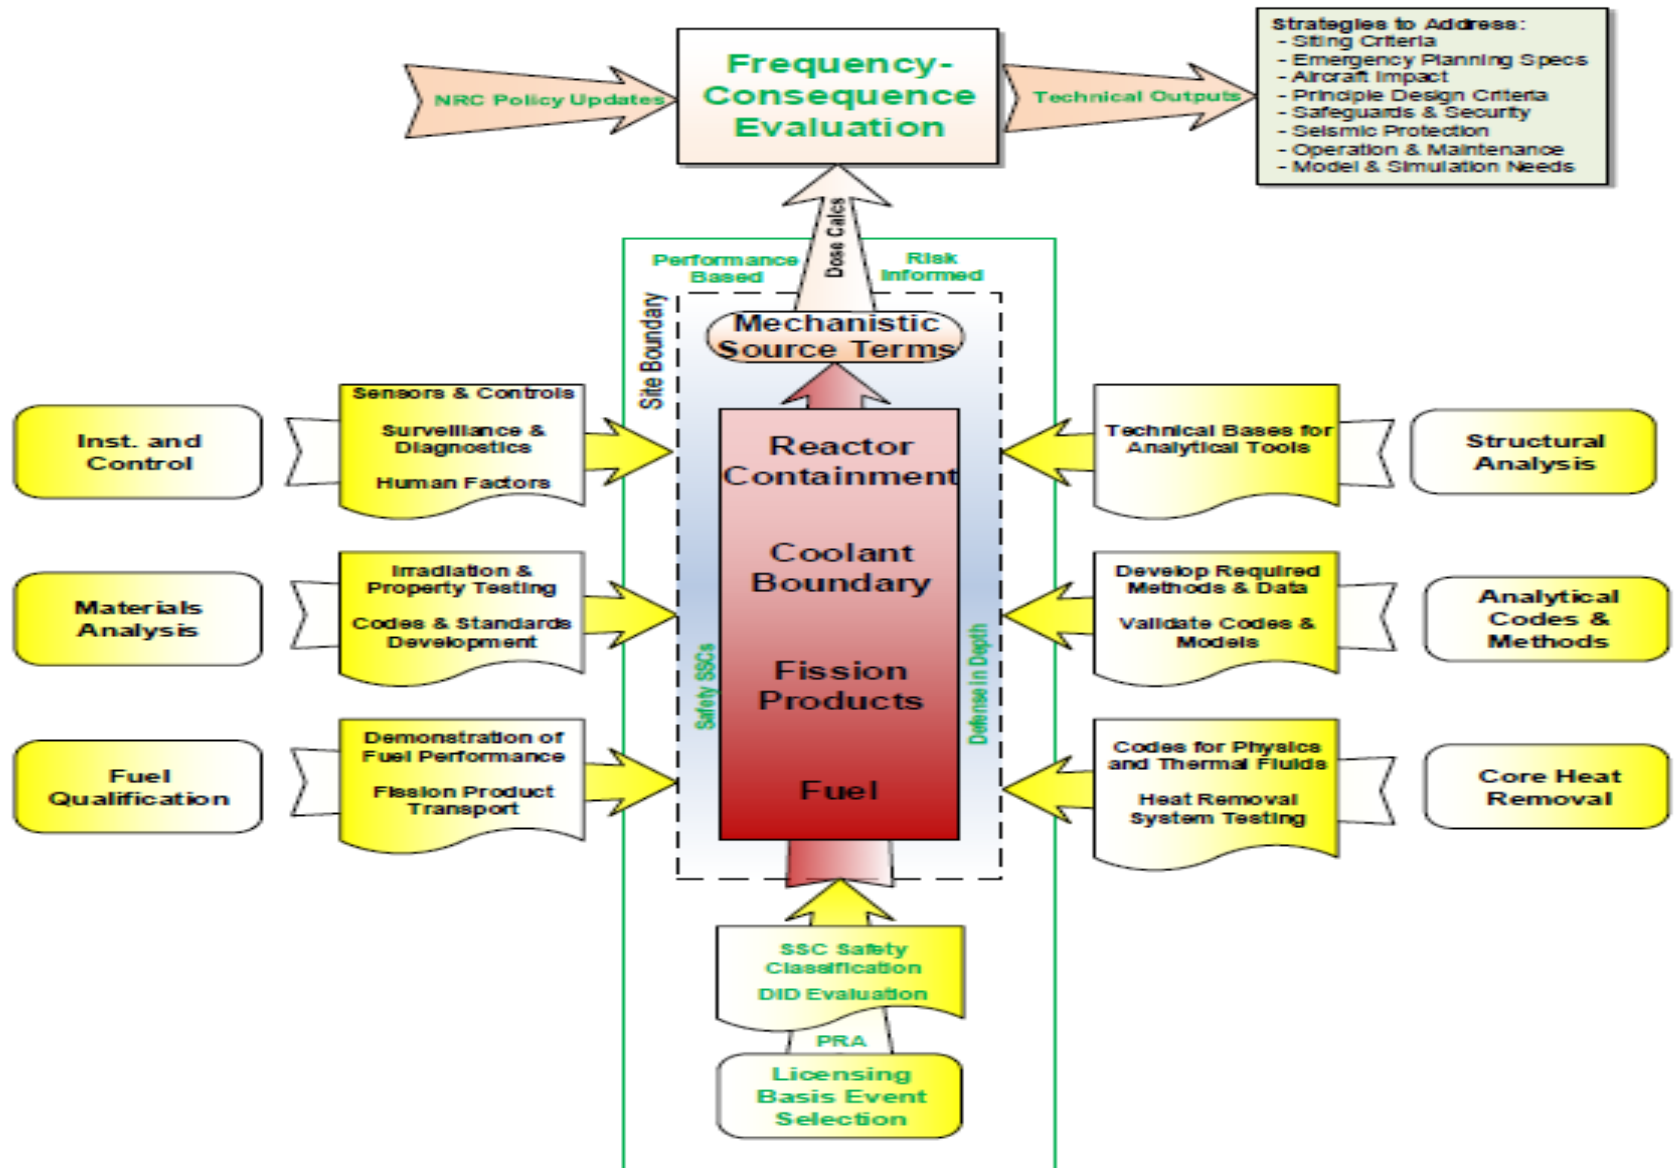 Strategies to Address:
- Siting Criteria
- Emergency Planning Specs
- Aircraft Impact
- Principle Design Criteria
- Safeguards & Security
- Seismic Protection
- Operation & Maintenance
- Model & Simulation Needs
NRC Policy Updates
Frequency-
Consequence
Evaluation
Technical Outputs
Dose Calcs
Performance
Based
Risk
Informed
Site Boundary
Mechanistic
Source Terms
Inst. and
Control
Sensors & Controls
Surveillance &
Diagnostics
Human Factors
Reactor
Containment
Coolant
Boundary
Fission
Products
Fuel
Technical Bases for
Analytical Tools
Structural
Analysis
Materials
Analysis
Irradiation &
Property Testing
Codes & Standards
Development
Safety SSCs
Defense in Depth
Develop Required
Methods & Data
Validate Codes &
Models
Analytical
Codes &
Methods
Fuel
Qualification
Demonstration of
Fuel Performance
Fission Product
Transport
Codes for Physics
and Thermal Fluids
Heat Removal
System Testing
Core Heat
Removal
SSC Safety
Classification
DID Evaluation
PRA
Licensing
Basis Event
Selection